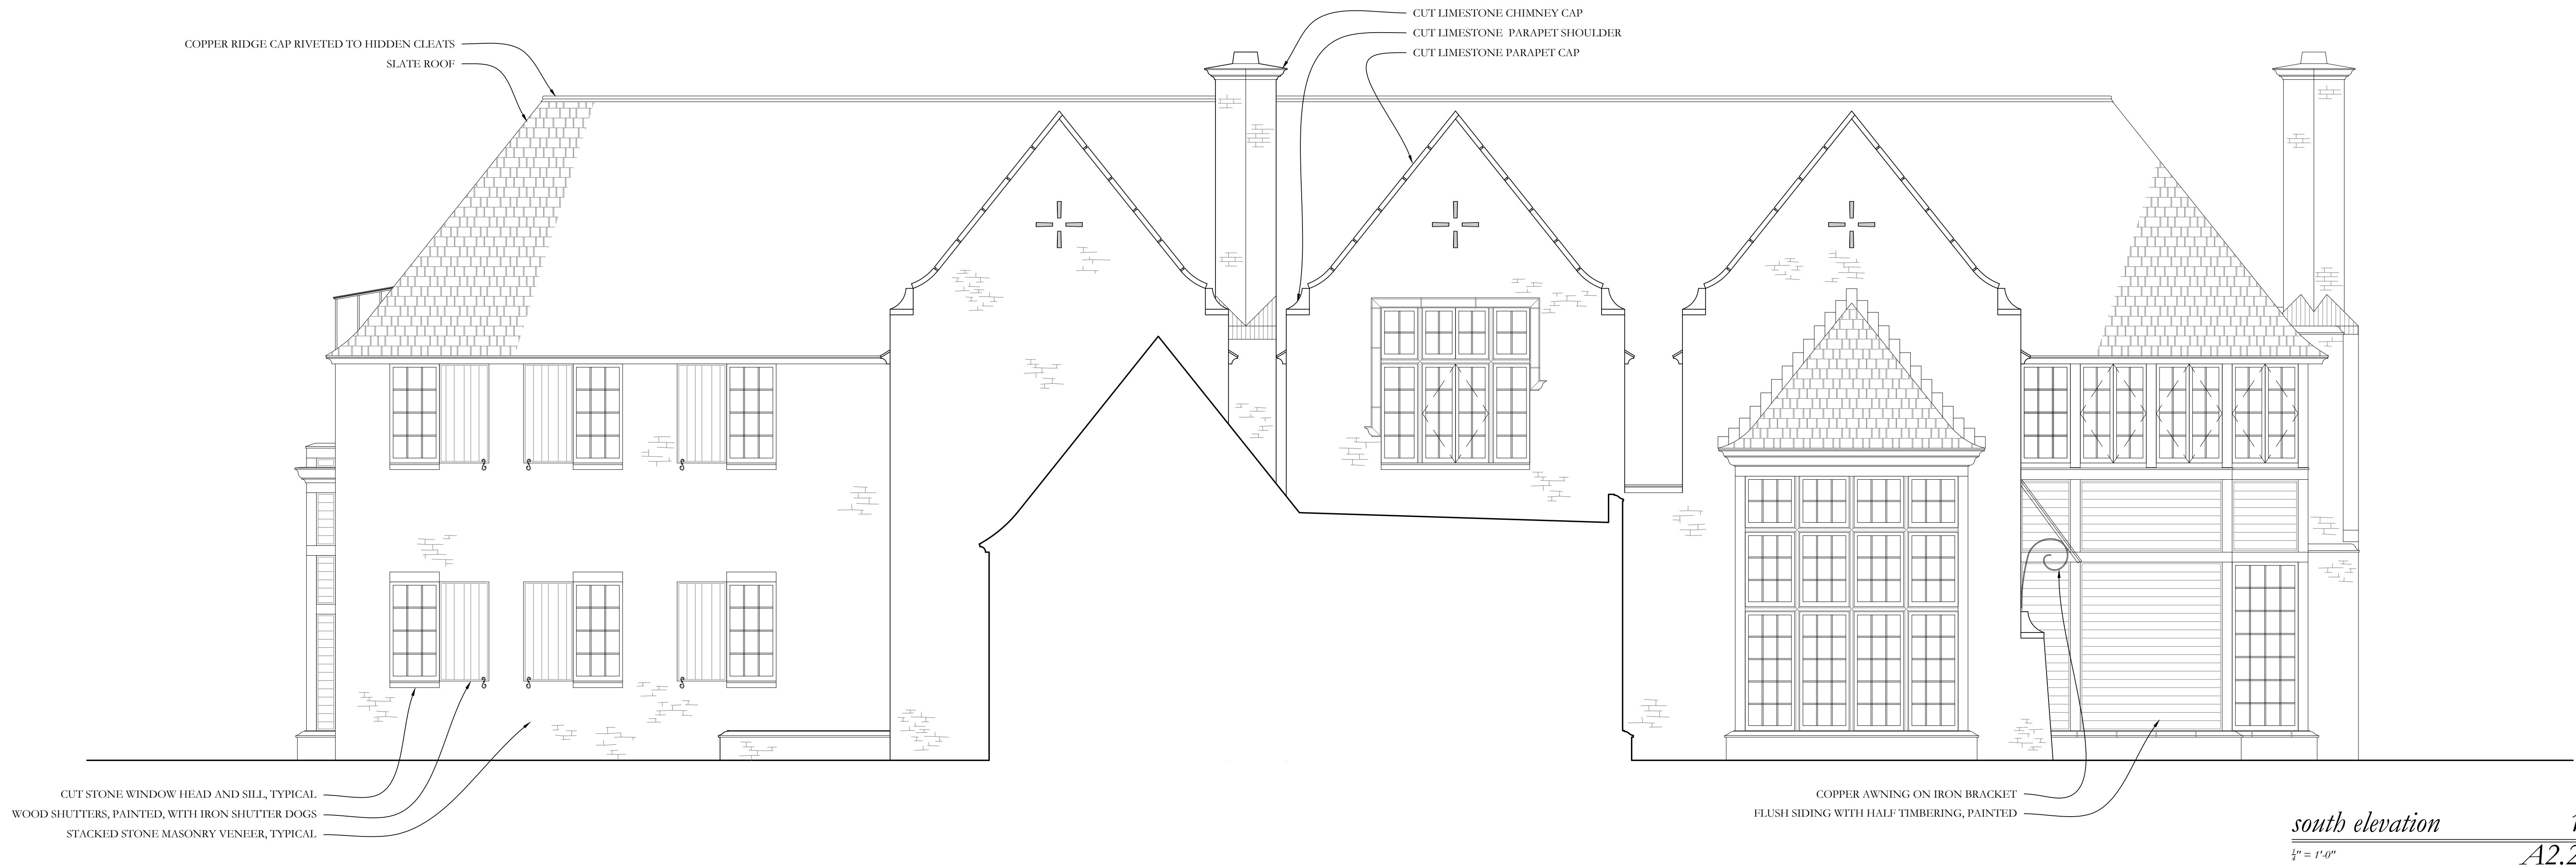 COPPER RIDGE CAP RIVETED TO HIDDEN CLEATS
SLATE ROOF
CUT LIMESTONE CHIMNEY CAP
CUT LIMESTONE PARAPET SHOULDER
CUT LIMESTONE PARAPET CAP
CUT STONE WINDOW HEAD AND SILL, TYPICAL
WOOD SHUTTERS, PAINTED, WITH IRON SHUTTER DOGS
STACKED STONE MASONRY VENEER, TYPICAL
COPPER AWNING ON IRON BRACKET
FLUSH SIDING WITH HALF TIMBERING, PAINTED
south elevation 1
1/4" = 1'-0" A2.2